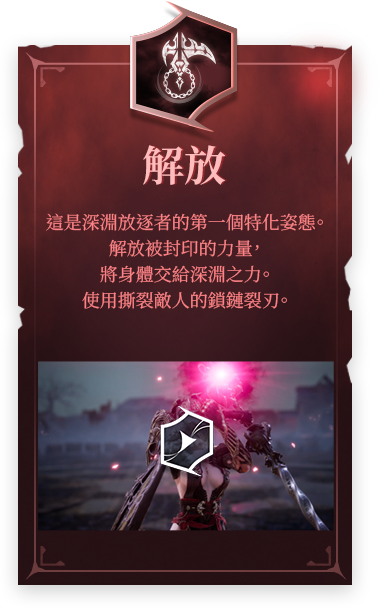 解放
這是深淵放逐者的第一個特化姿態。
解放被封印的力量，
將身體交給深淵之力。
使用撕裂敵人的鎖鏈裂刃。